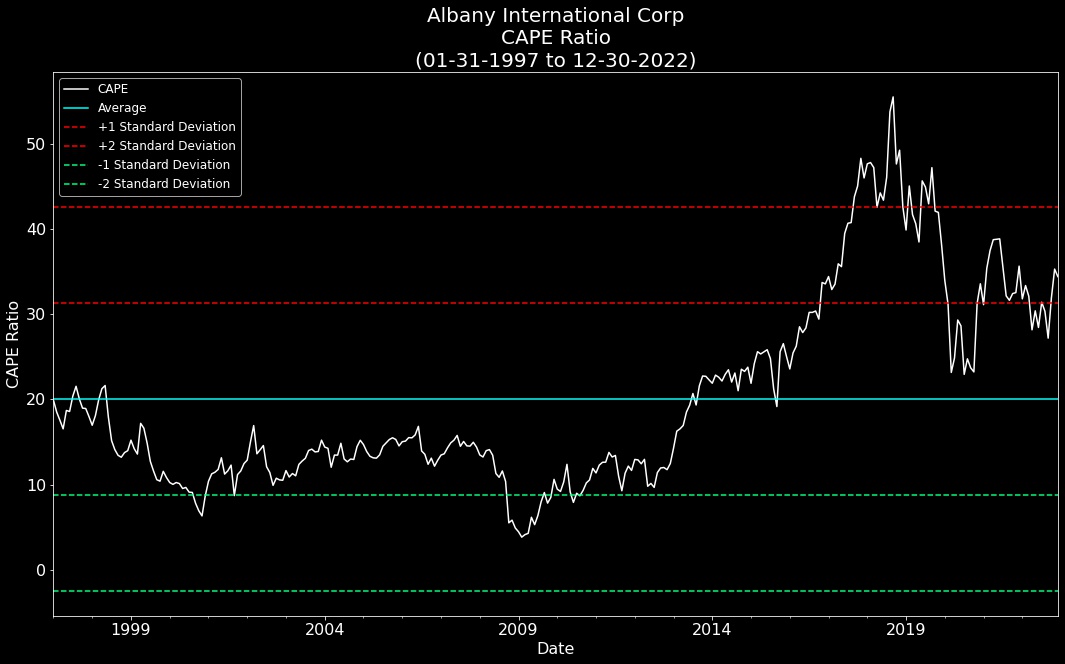 Albany International Corp
CAPE Ratio
(01-31-1997 to 12-30-2022)
CAPE
Average
+1 Standard Deviation
+2 Standard Deviation
-1 Standard Deviation
-2 Standard Deviation
CAPE Ratio
50
40
30
20
10
0
1999 2004 2009 2014 2019
Date